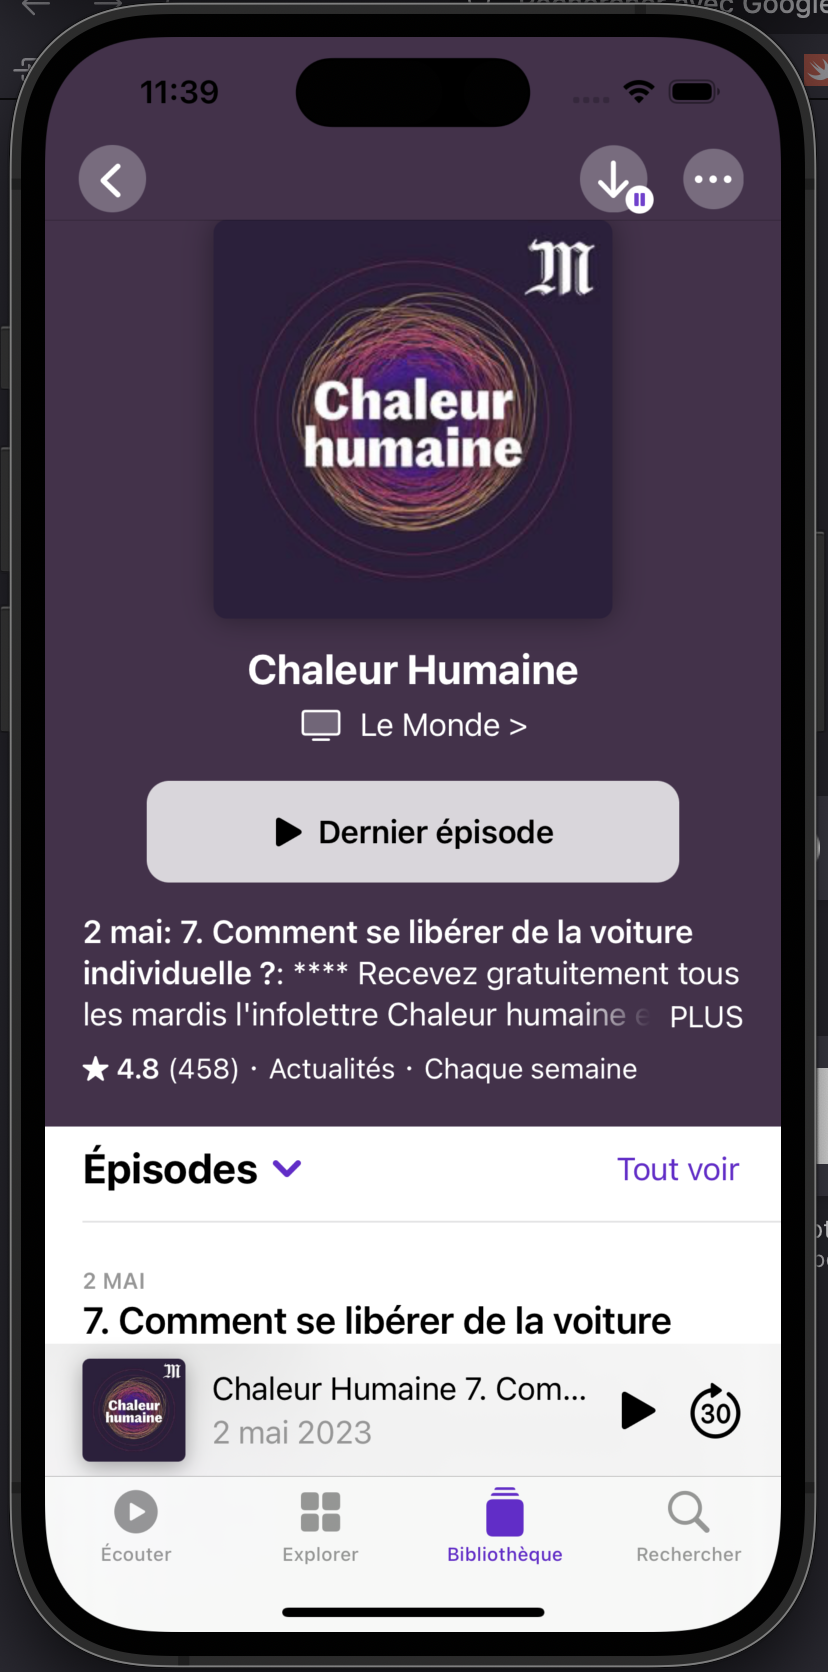 avec Google
11:39
M
Chaleur
humaine
Chaleur Humaine
Le Monde >
Dernier épisode
2 mai: 7. Comment se libérer de la voiture
individuelle ?: **** Recevez gratuitement tous
les mardis l'infolettre Chaleur humaine e PLUS
4.8 (458) · Actualités · Chaque semaine
Épisodes
Tout voir
2 MAI
7. Comment se libérer de la voiture
M
Chaleur
humaine
Chaleur Humaine 7. Com...
2 mai 2023
30
Écouter
Explorer
Bibliothèque
Rechercher